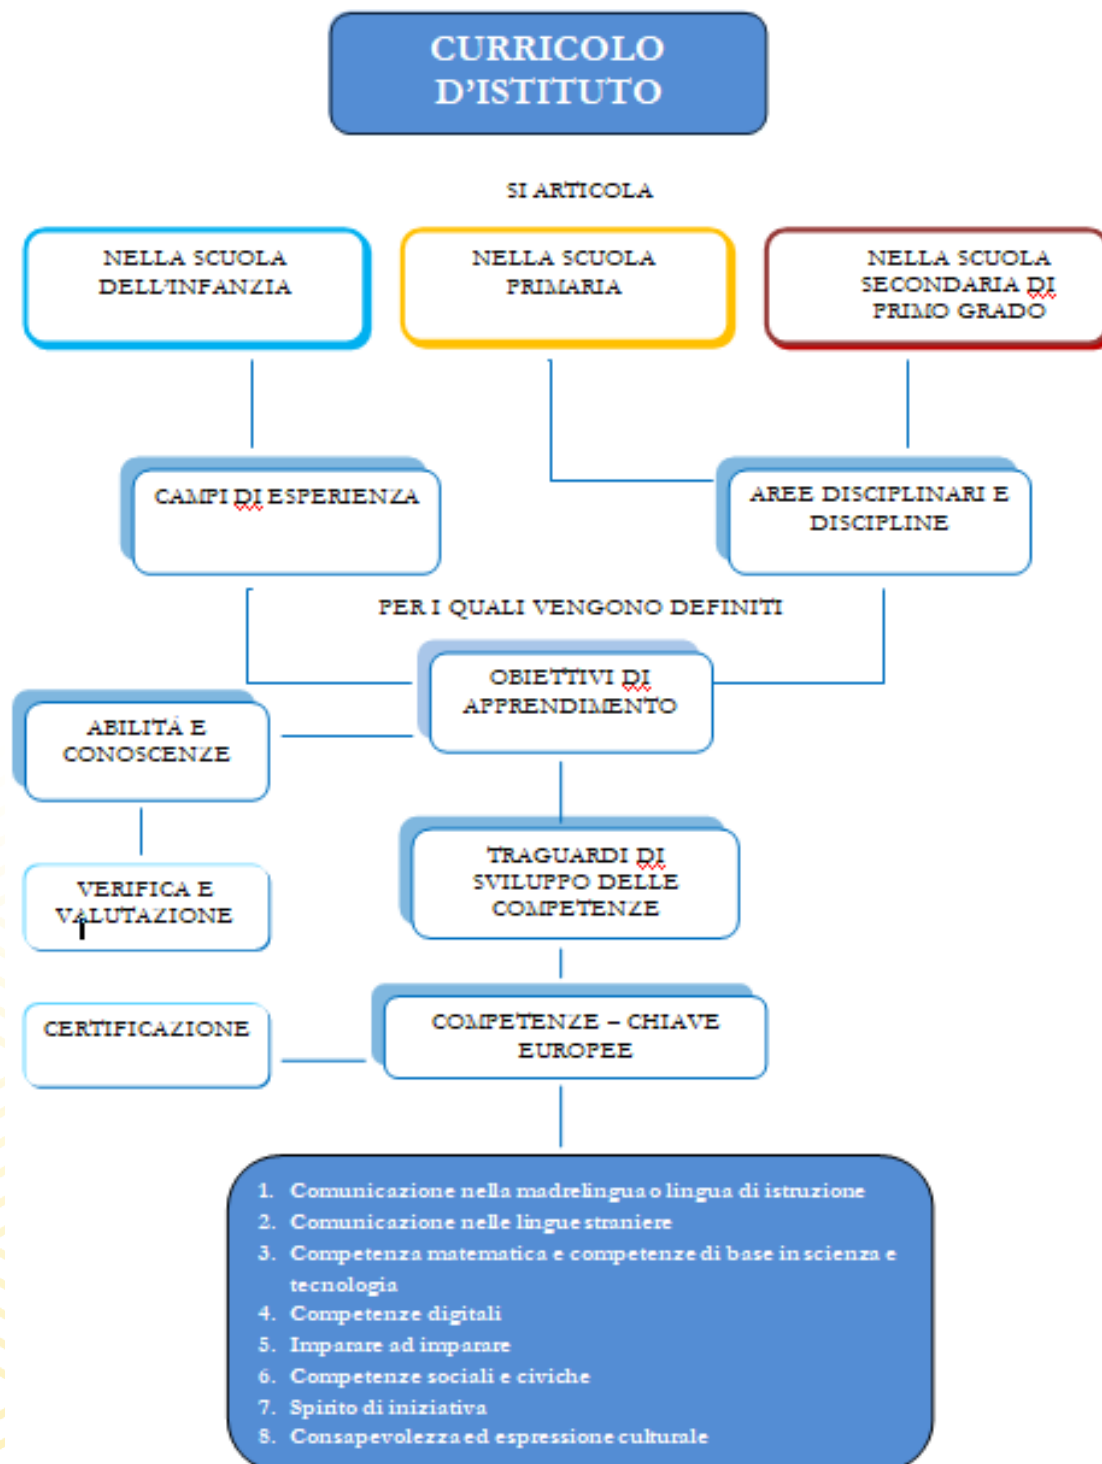 CURRICOLO
D’ISTITUTO
SI ARTICOLA
NELLA SCUOLA
DELL’INFANZIA
NELLA SCUOLA
PRIMARIA
NELLA SCUOLA
SECONDARIA DI
PRIMO GRADO
CAMPI DI ESPERIENZA
AREE DISCIPLINARI E
DISCIPLINE
PER I QUALI VENGONO DEFINITI
OBIETTIVI DI
APPRENDIMENTO
ABILITÁ E
CONOSCENZE
TRAGUARDI DI
SVILUPPO DELLE
COMPETENZE
VERIFICA E
VALUTAZIONE
CERTIFICAZIONE
COMPETENZE – CHIAVE
EUROPEE
1. Comunicazione nella madrelingua o lingua di istruzione
2. Comunicazione nelle lingue straniere
3. Competenza matematica e competenze di base in scienza e
tecnologia
4. Competenze digitali
5. Imparare ad imparare
6. Competenze sociali e civiche
7. Spirito di iniziativa
8. Consapevolezza ed espressione culturale